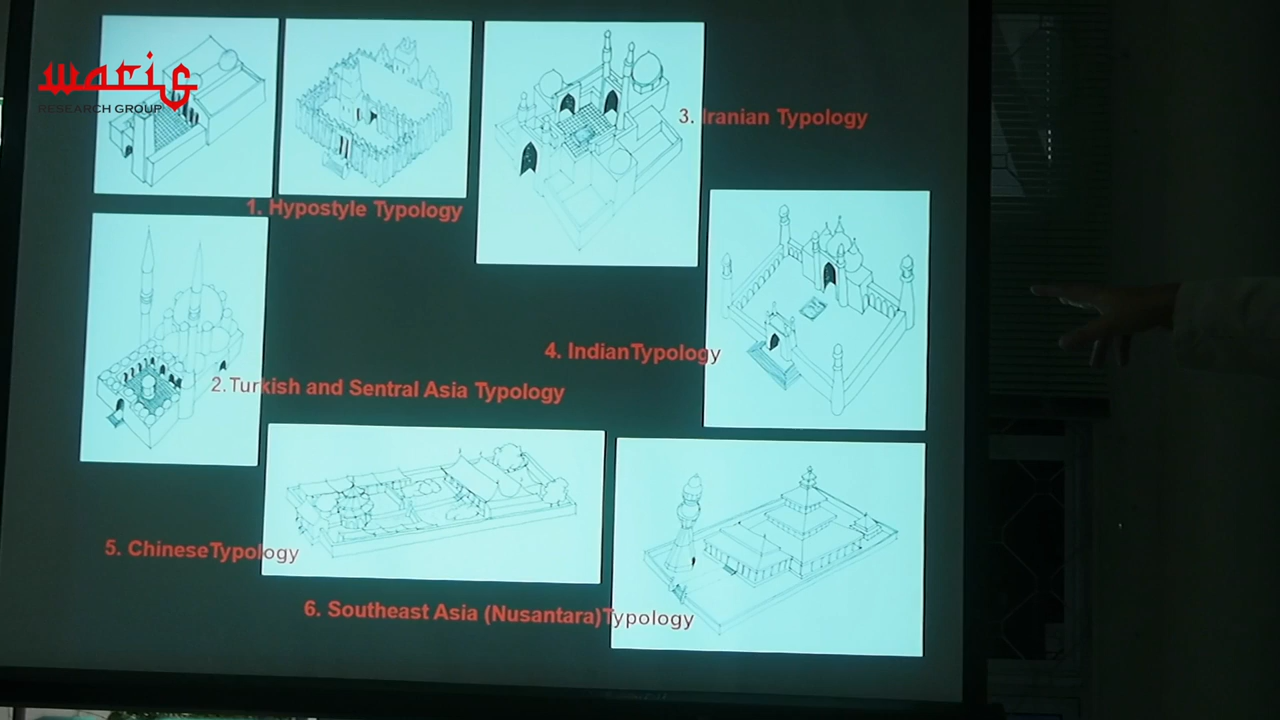 waris
RESEARCH GROUP
3. Iranian Typology
1. Hypostyle Typology
4. IndianTypology
2.Turkish and Sentral Asia Typology
5. ChineseTypology
6. Southeast Asia (Nusantara)Typology